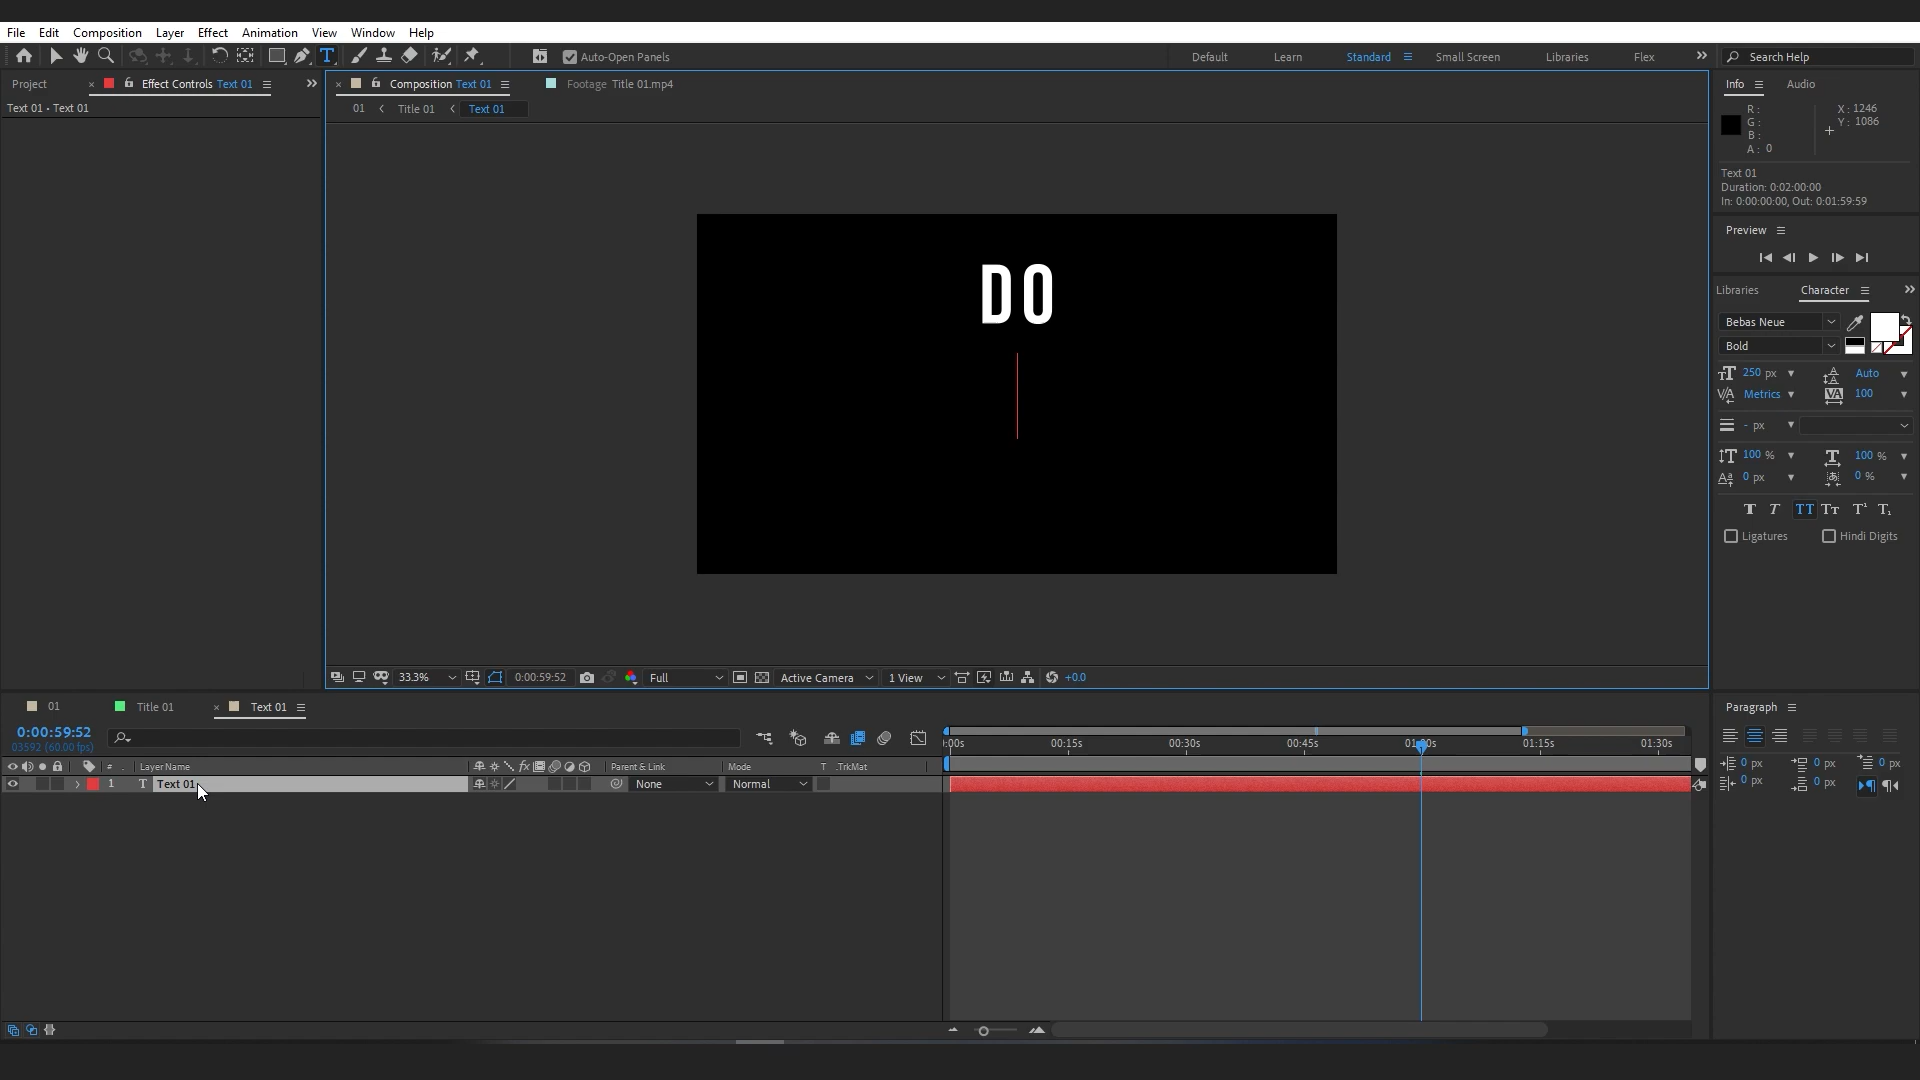 File Edit Composition Layer Effect Animation View Window Help
Auto-Open Panels Default Learn Standard Small Screen Libraries Flex Search Help
Project Effect Controls Text 01 Composition Text 01 Footage Title 01.mp4 Info Audio
Text 01 • Text 01
01 Title 01 Text 01
R :
G :
B :
A : 0
X : 1246
Y : 1086
Text 01
Duration: 0:02:00:00
In: 0:00:00:00, Out: 0:01:59:59
Preview
DO
Libraries Character
Bebas Neue
Bold
250 px Auto
Metrics 100
- px
100 % 100 %
0 px 0 %
Ligatures Hindi Digits
33.3% 0:00:59:52 Full Active Camera 1 View +0.0
01 Title 01 Text 01
Paragraph
0:00:59:52
03592 (60.00 fps)
:00s 00:15s 00:30s 00:45s 01:00s 01:15s 01:30s
# Layer Name Parent & Link Mode T .TrkMat
1 T Text 01 None Normal
0 px 0 px 0 px
0 px 0 px